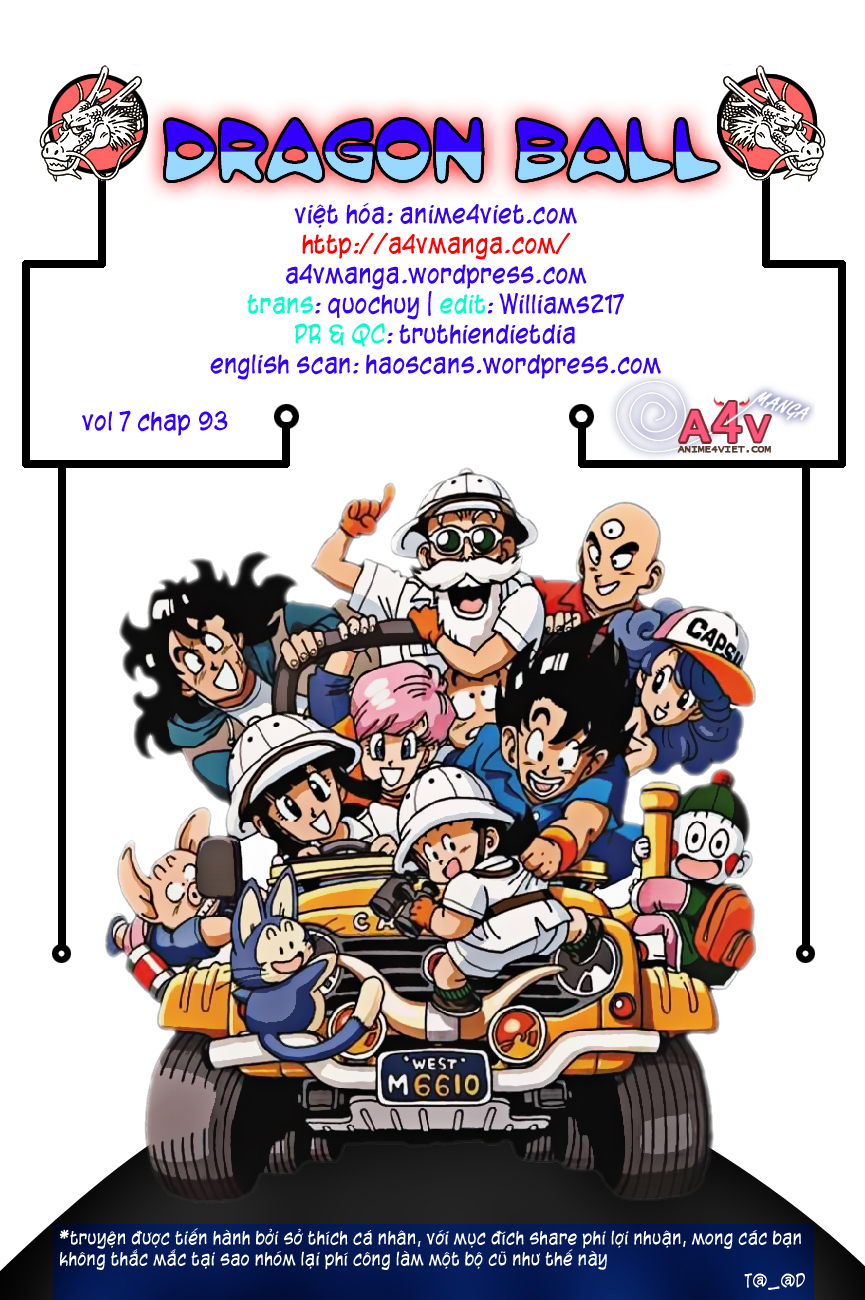 DRAGON BALL
việt hóa: anime4viet.com
http://a4vmanga.com/
a4vmanga.wordpress.com
trans: quochuy | edit: Williams217
PR & QC: truthiendietdia
english scan: haoscans.wordpress.com
vol 7 chap 93
A4V MANGA
ANIME4VIET.COM
CAPSU
CA
"WEST"
M6610
*truyện được tiến hành bởi sở thích cá nhân, với mục đích share phi lợi nhuận, mong các bạn
không thắc mắc tại sao nhóm lại phí công làm một bộ cũ như thế này
T@_@D